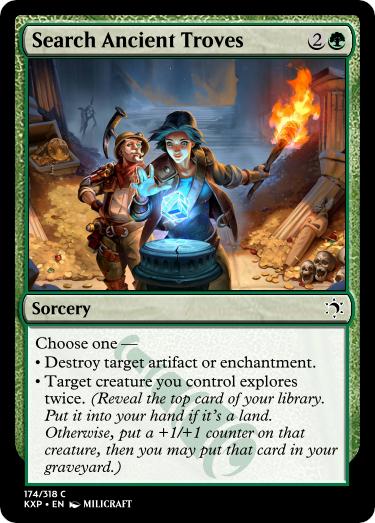 Search Ancient Troves 2
Sorcery
Choose one —
• Destroy target artifact or enchantment.
• Target creature you control explores
twice. (Reveal the top card of your library.
Put it into your hand if it's a land.
Otherwise, put a +1/+1 counter on that
creature, then you may put that card in your
graveyard.)
174/318 C
KXP • EN MILICRAFT